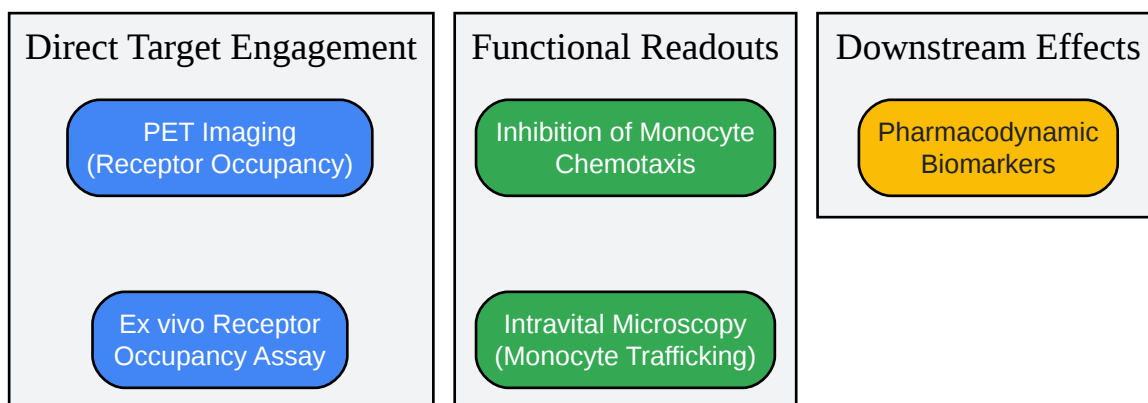 Direct Target Engagement
PET Imaging
(Receptor Occupancy)
Ex vivo Receptor
Occupancy Assay
Functional Readouts
Inhibition of Monocyte
Chemotaxis
Intravital Microscopy
(Monocyte Trafficking)
Downstream Effects
Pharmacodynamic
Biomarkers